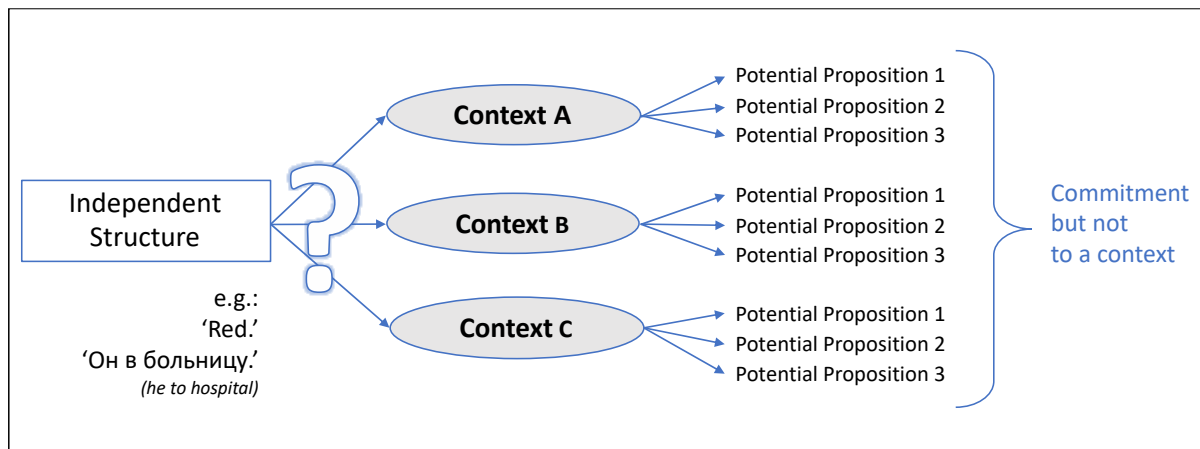 Independent
Structure
e.g.:
‘Red.’
‘Он в больницу.’
(he to hospital)
?
Context A
Potential Proposition 1
Potential Proposition 2
Potential Proposition 3
Context B
Potential Proposition 1
Potential Proposition 2
Potential Proposition 3
Context C
Potential Proposition 1
Potential Proposition 2
Potential Proposition 3
Commitment
but not
to a context